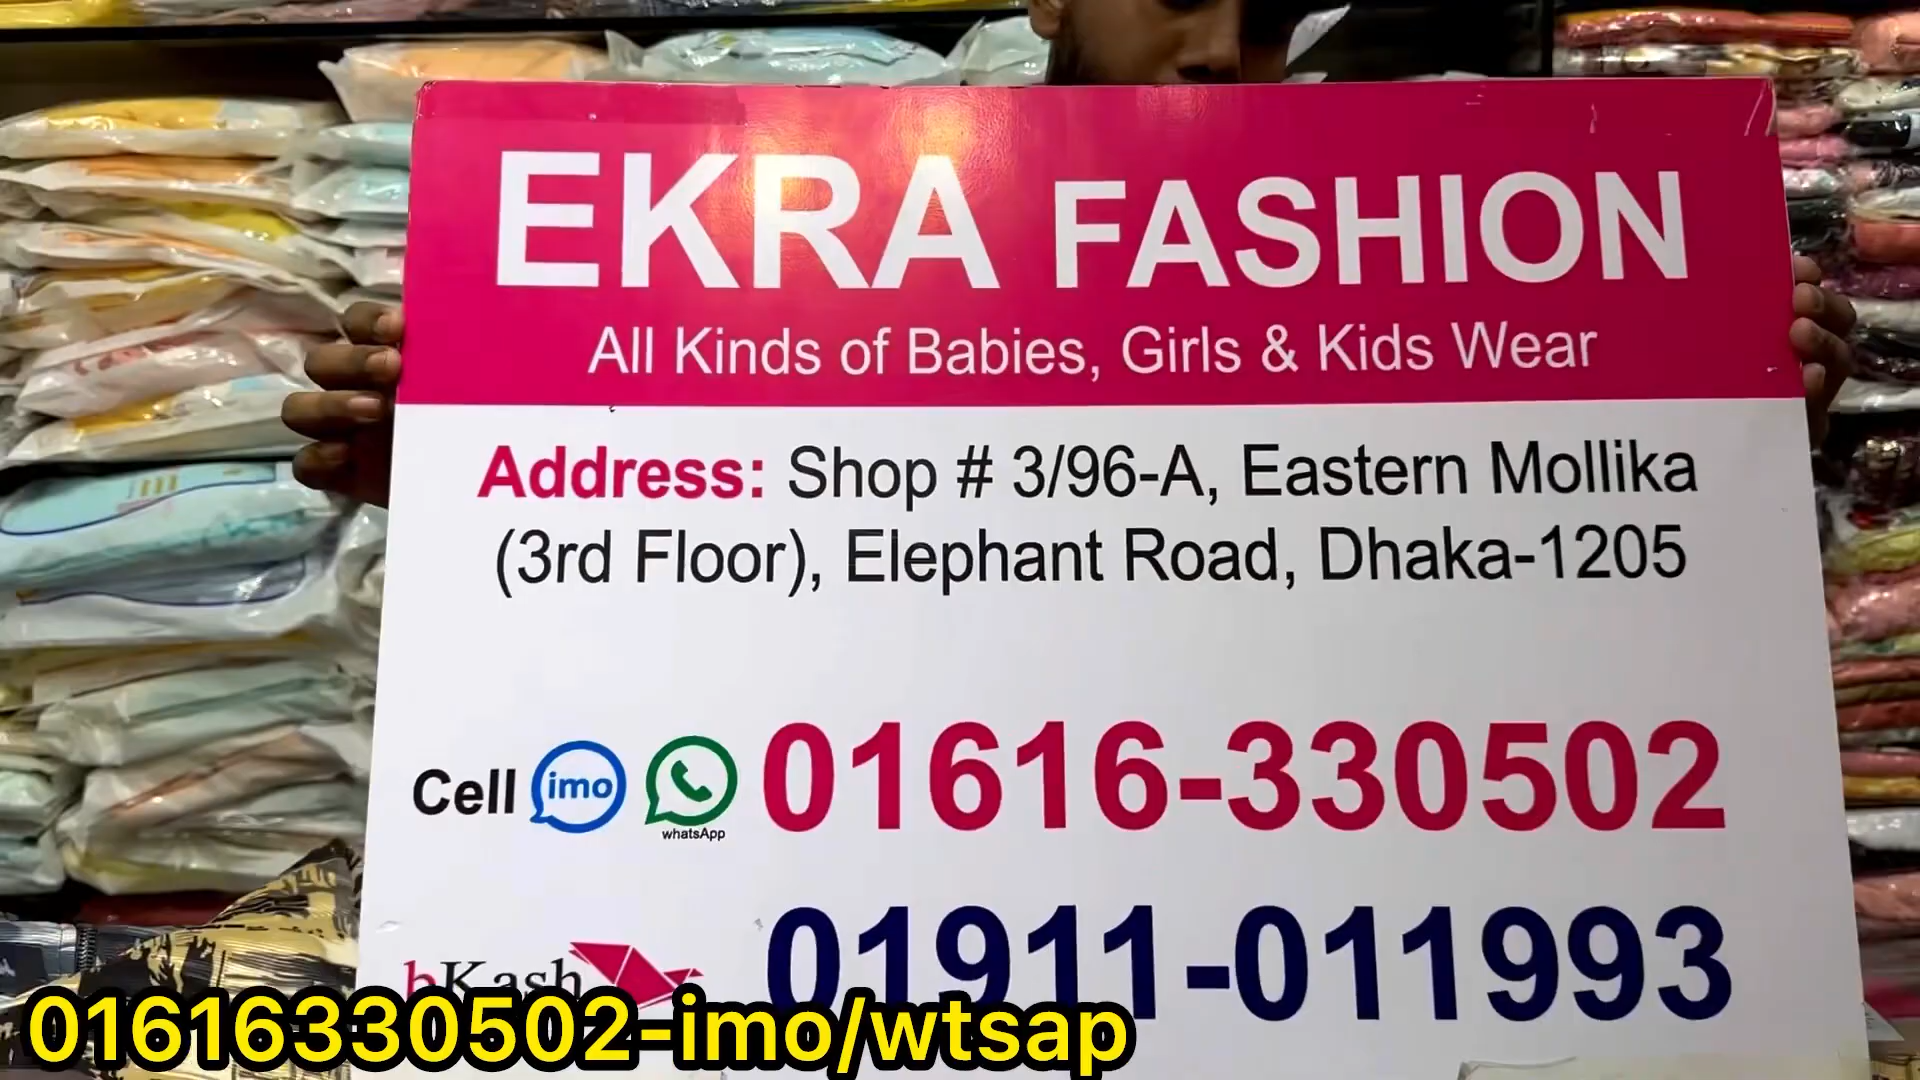 EKRA FASHION
All Kinds of Babies, Girls & Kids Wear
Address: Shop # 3/96-A, Eastern Mollika
(3rd Floor), Elephant Road, Dhaka-1205
Cell imo whatsApp 01616-330502
bKash 01911-011993
01616330502-imo/wtsap